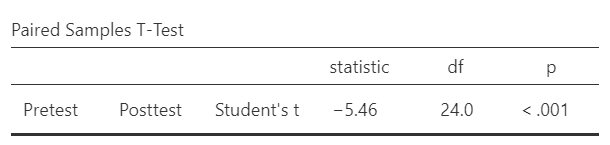 Paired Samples T-Test
statistic df p
Pretest Posttest Student's t −5.46 24.0 < .001